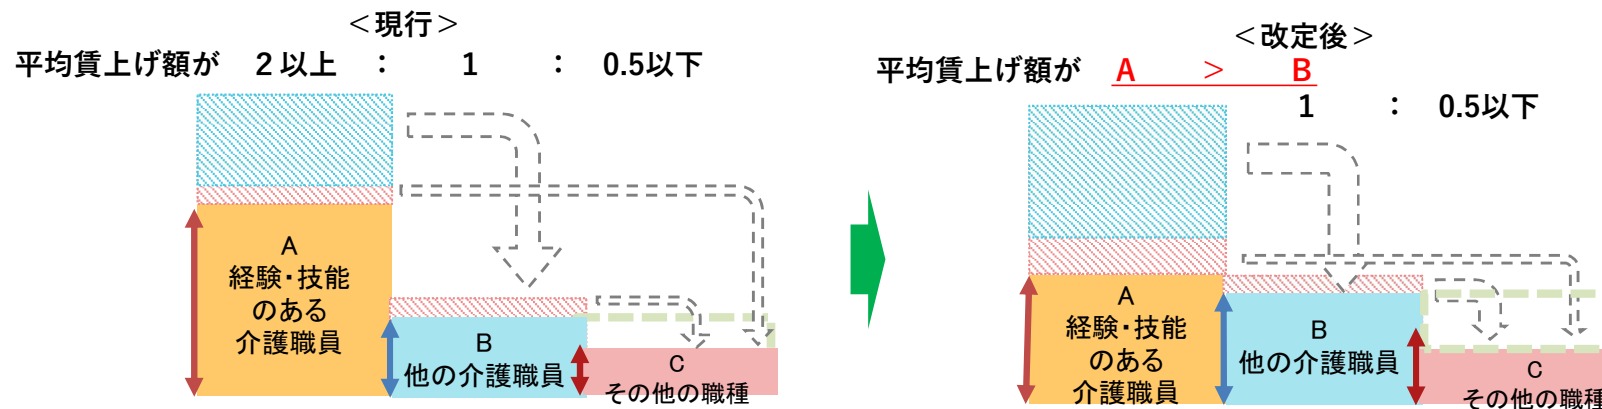 ＜現行＞
平均賃上げ額が　２以上　：　1　：　0.5以下
A
経験・技能
のある
介護職員
B
他の介護職員
C
その他の職種
＜改定後＞
平均賃上げ額が　A　＞　B
1　：　0.5以下
A
経験・技能
のある
介護職員
B
他の介護職員
C
その他の職種